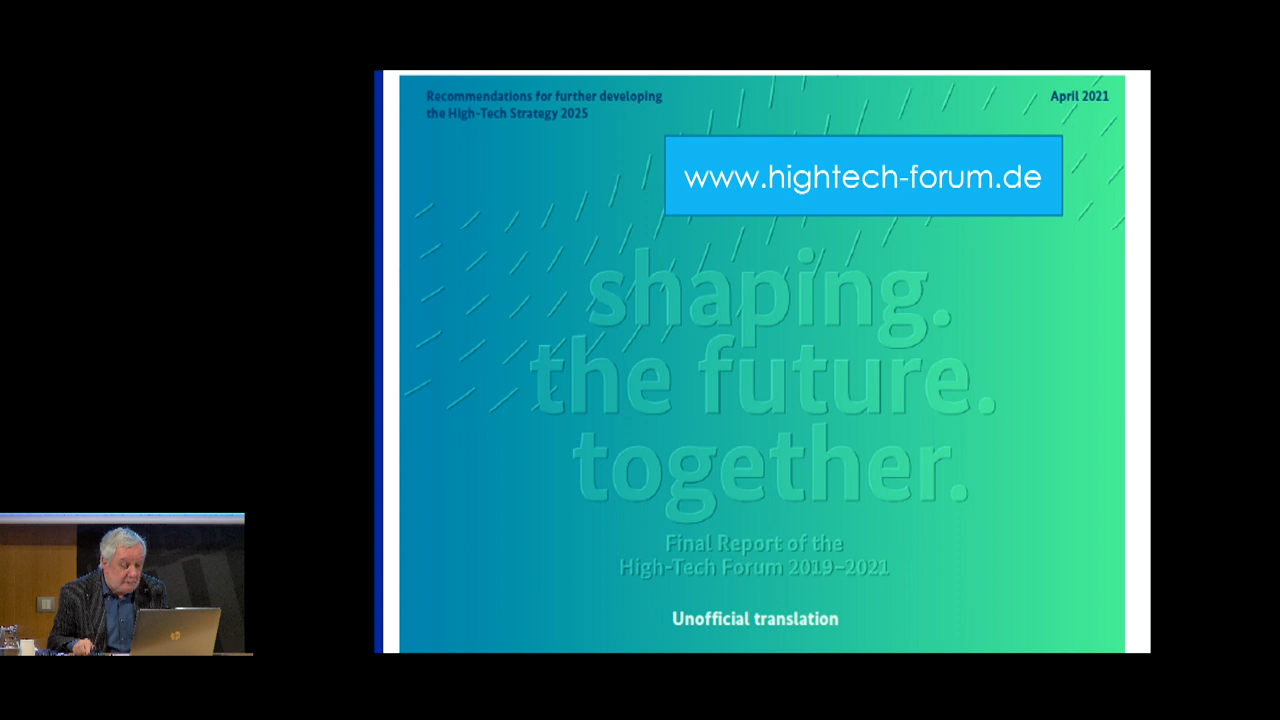 Recommendations for further developing
the High-Tech Strategy 2025
April 2021
www.hightech-forum.de
shaping.
the future.
together.
Final Report of the
High-Tech Forum 2019–2021
Unofficial translation
hp